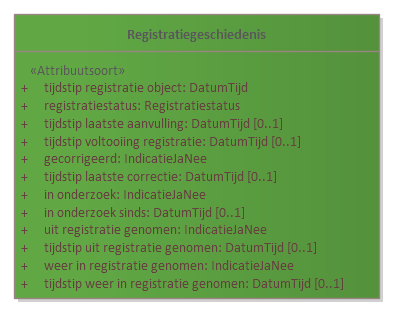 Registratiegeschiedenis
«Attribuutsoort»
+ tijdstip registratie object: DatumTijd
+ registratiestatus: Registratiestatus
+ tijdstip laatste aanvulling: DatumTijd [0..1]
+ tijdstip voltooiing registratie: DatumTijd [0..1]
+ gecorrigeerd: IndicatieJaNee
+ tijdstip laatste correctie: DatumTijd [0..1]
+ in onderzoek: IndicatieJaNee
+ in onderzoek sinds: DatumTijd [0..1]
+ uit registratie genomen: IndicatieJaNee
+ tijdstip uit registratie genomen: DatumTijd [0..1]
+ weer in registratie genomen: IndicatieJaNee
+ tijdstip weer in registratie genomen: DatumTijd [0..1]